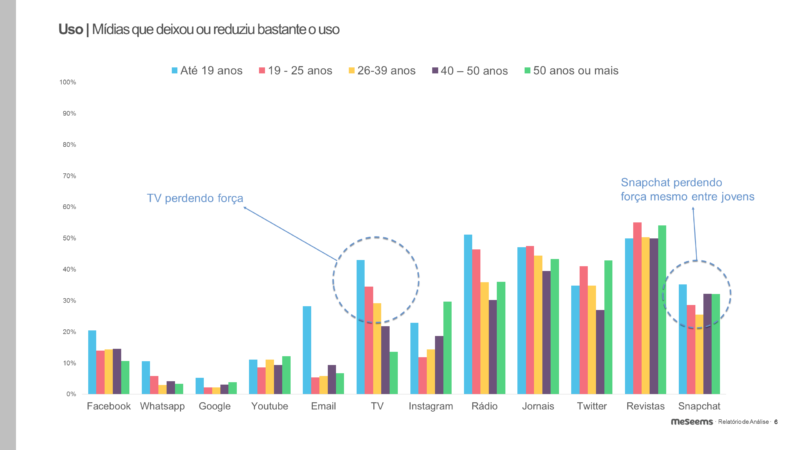 Uso | Mídias que deixou ou reduziu bastante o uso
Até 19 anos 19 - 25 anos 26-39 anos 40 – 50 anos 50 anos ou mais
100%
90%
80%
70%
60%
50%
40%
30%
20%
10%
0%
TV perdendo força
Snapchat perdendo
força mesmo entre jovens
Facebook Whatsapp Google Youtube Email TV Instagram Rádio Jornais Twitter Revistas Snapchat
meSeems · Relatório de Análise · 6